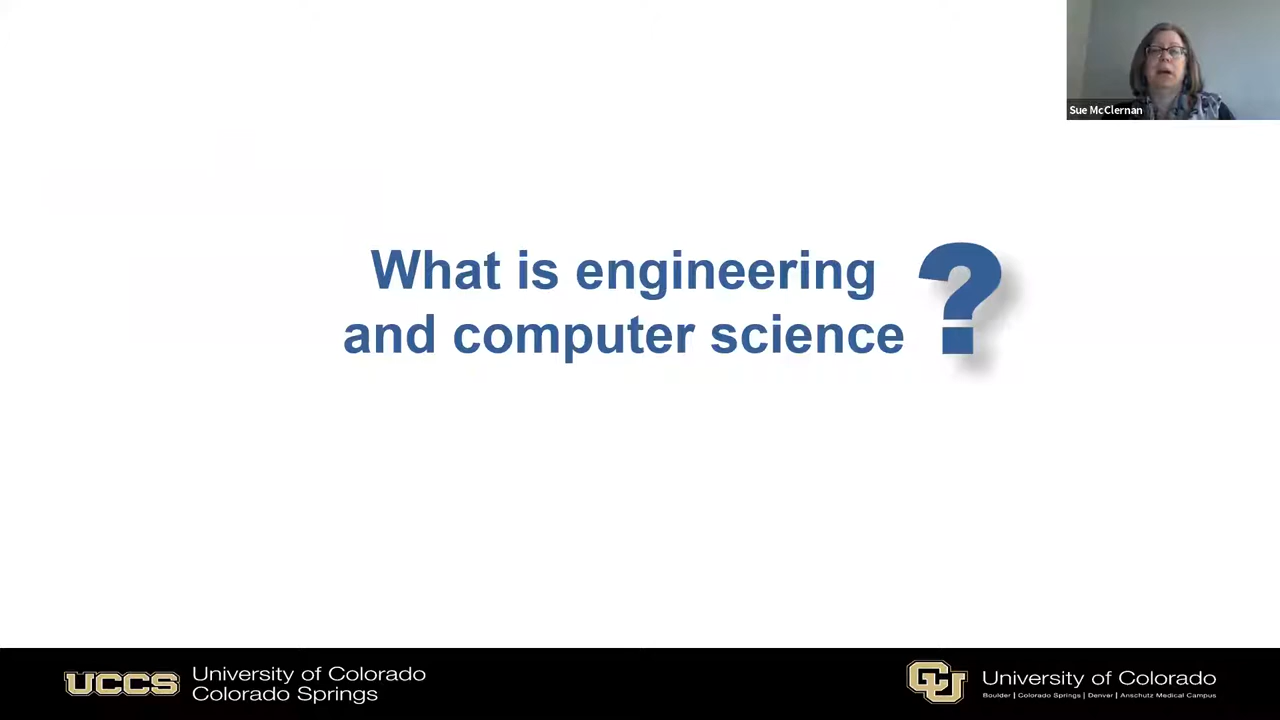 Sue McClernan
What is engineering
and computer science
?
UCCS
University of Colorado
Colorado Springs
CU
University of Colorado
Boulder | Colorado Springs | Denver | Anschutz Medical Campus